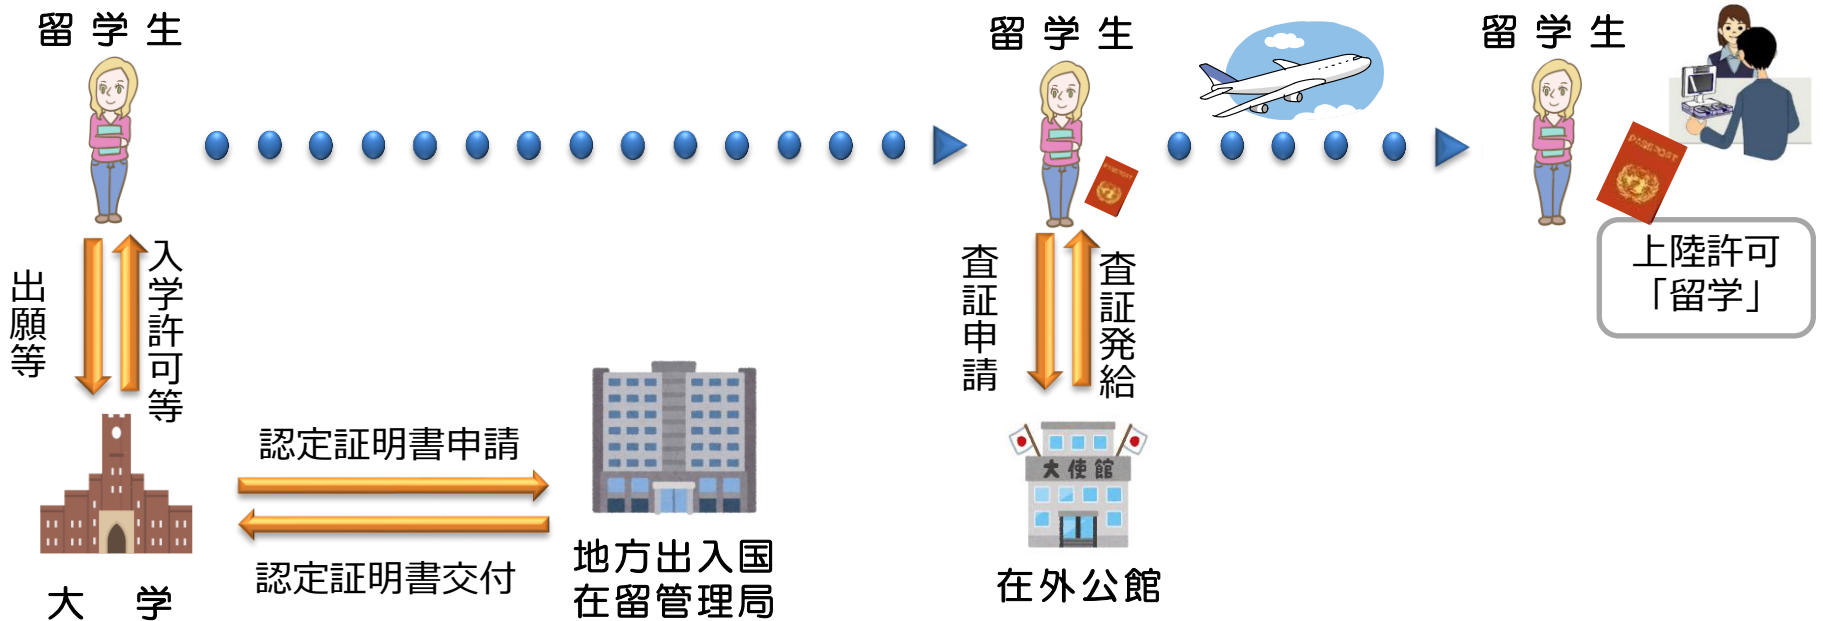 留学生
出願等
入学許可等
大学
認定証明書申請
認定証明書交付
地方出入国
在留管理局
留学生
PASSPORT
査証申請
査証発給
大使館
在外公館
留学生
PASSPORT
上陸許可
「留学」